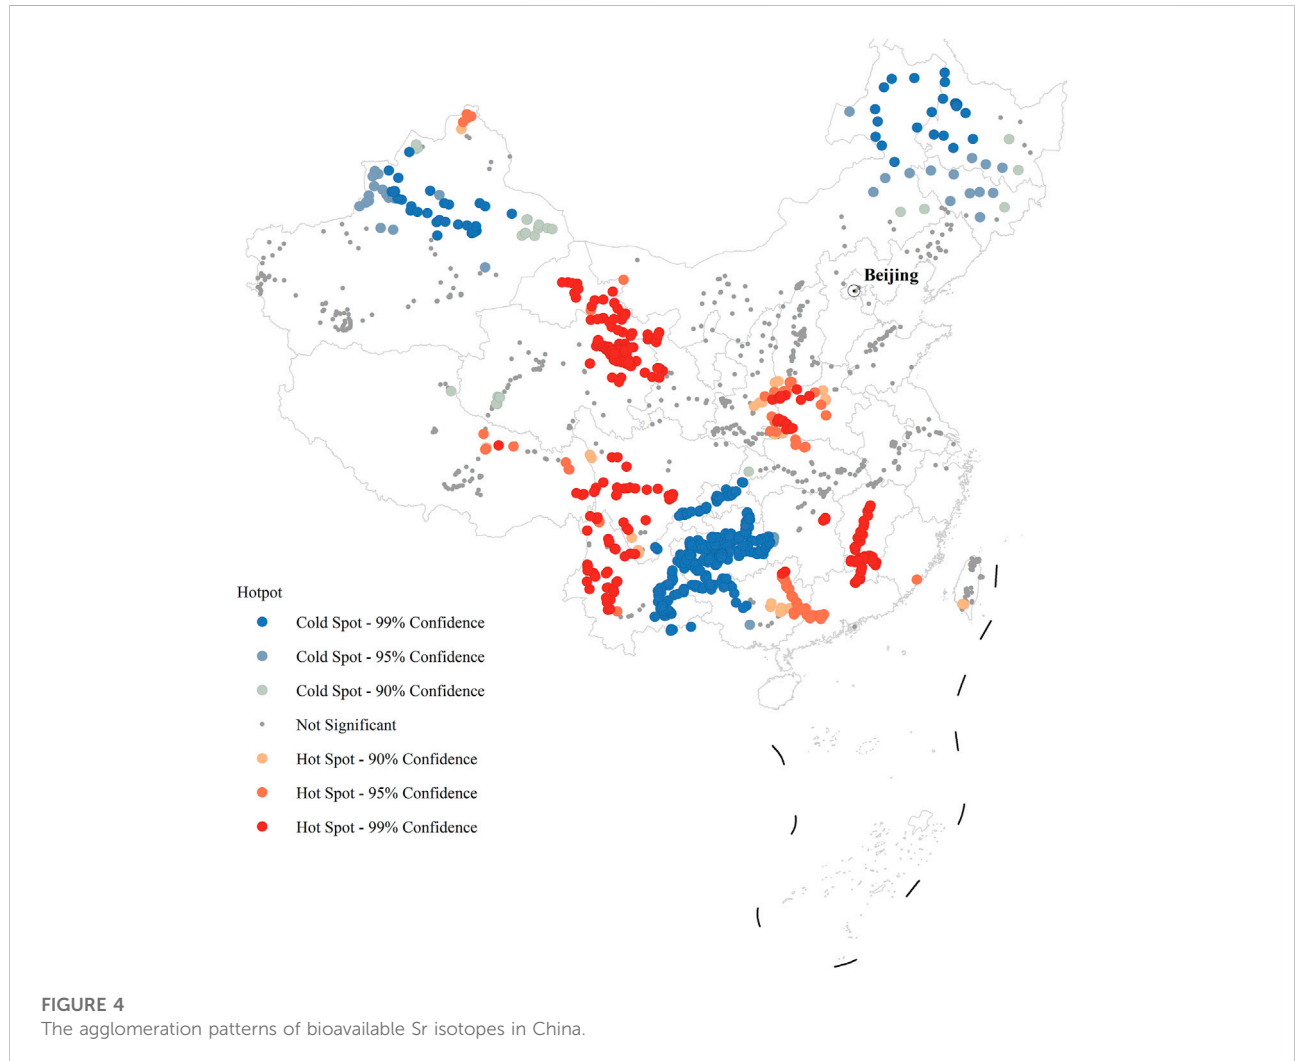 Beijing
Hotpot
Cold Spot - 99% Confidence
Cold Spot - 95% Confidence
Cold Spot - 90% Confidence
Not Significant
Hot Spot - 90% Confidence
Hot Spot - 95% Confidence
Hot Spot - 99% Confidence
FIGURE 4
The agglomeration patterns of bioavailable Sr isotopes in China.